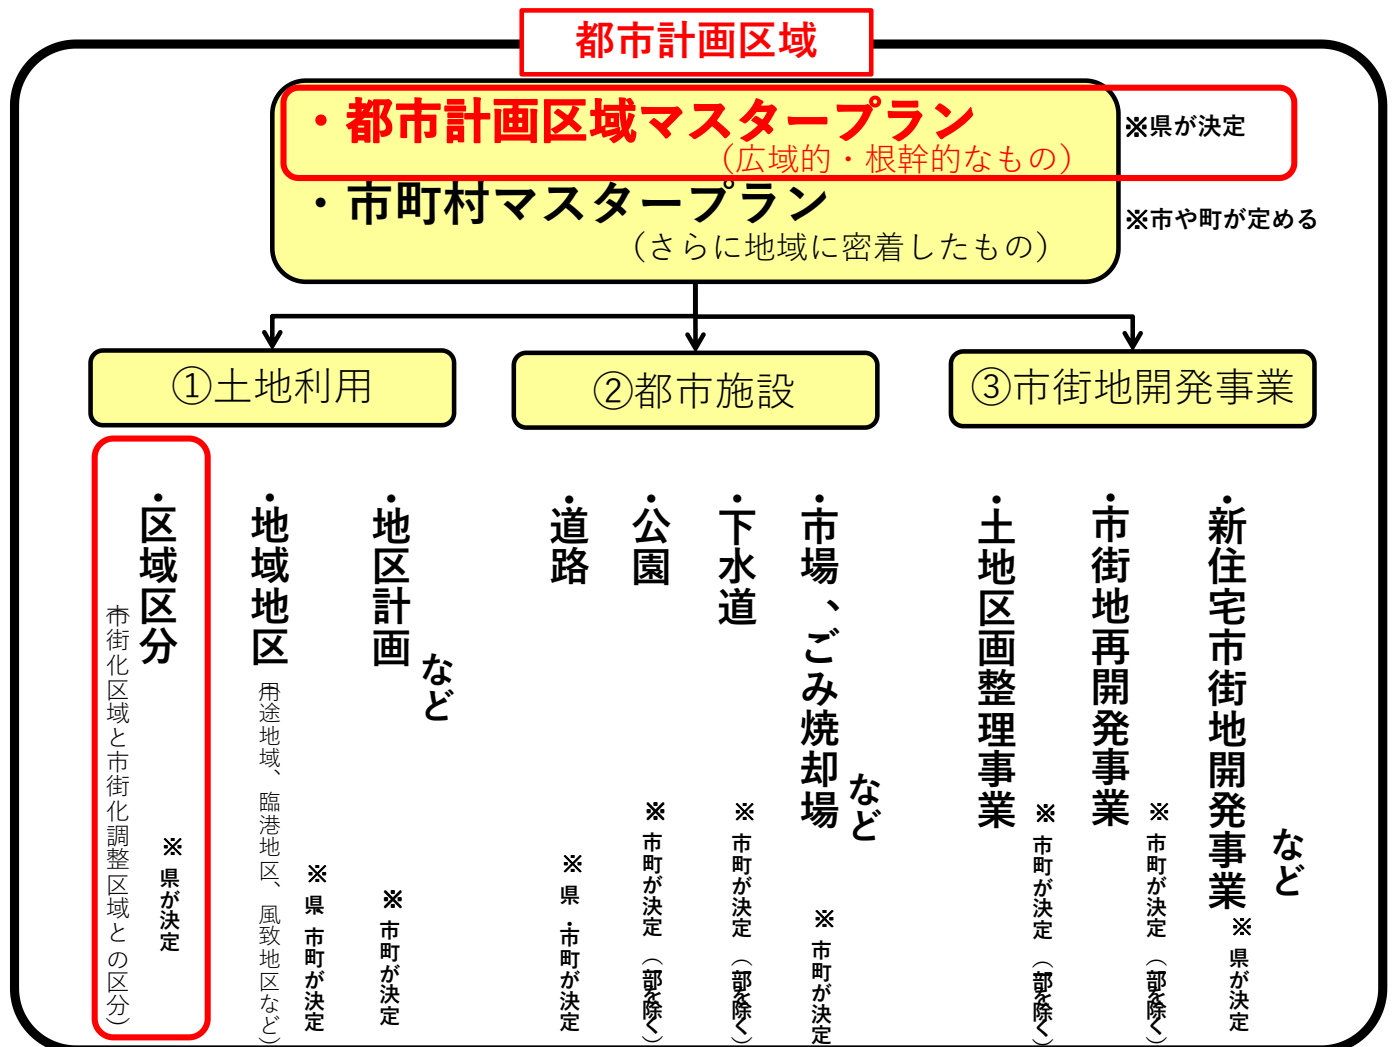 都市計画区域
・都市計画区域マスタープラン
（広域的・根幹的なもの）
※県が決定
・市町村マスタープラン
（さらに地域に密着したもの）
※市や町が定める
①土地利用
②都市施設
③市街地開発事業
・区域区分
（市街化区域と市街化調整区域との区分）
※県が決定
・地域地区
（用途地域、臨港地区、風致地区など）
※県 市町が決定
・地区計画
など
※市町が決定
・道路
※県・市町が決定
・公園
※市町が決定（一部を除く）
・下水道
※市町が決定（一部を除く）
・市場、ごみ焼却場
など
※市町が決定
・土地区画整理事業
※市町が決定（一部を除く）
・市街地再開発事業
※市町が決定（一部を除く）
・新住宅市街地開発事業
など
※県が決定